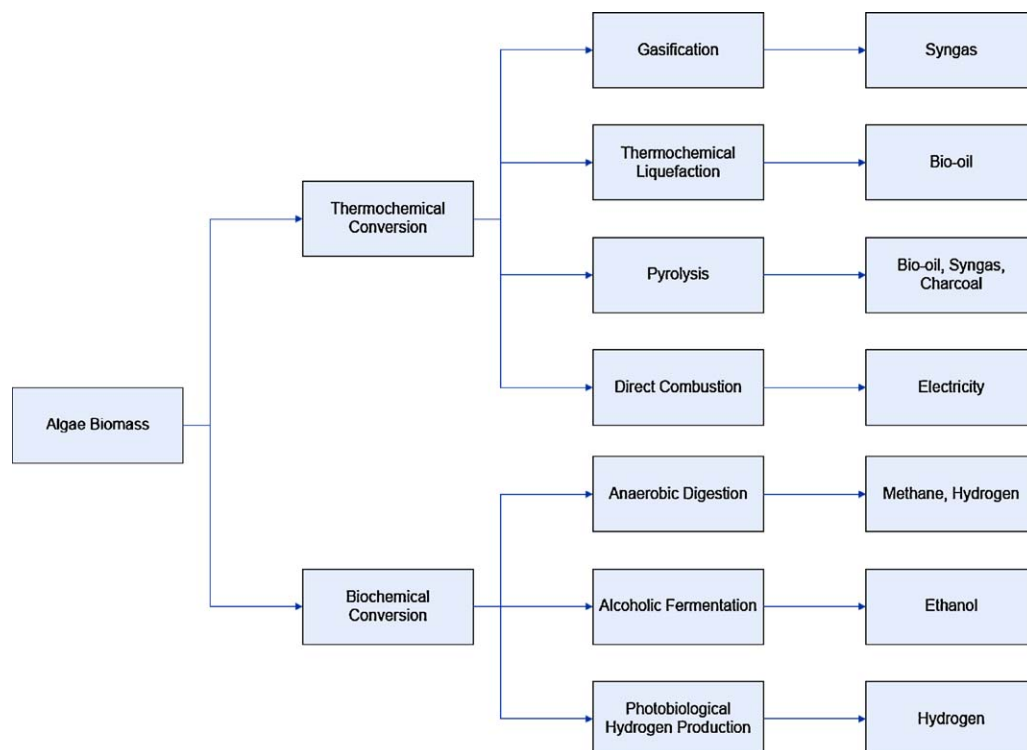 Gasification
Syngas
Thermochemical
Liquefaction
Bio-oil
Thermochemical
Conversion
Pyrolysis
Bio-oil, Syngas,
Charcoal
Direct Combustion
Electricity
Algae Biomass
Anaerobic Digestion
Methane, Hydrogen
Biochemical
Conversion
Alcoholic Fermentation
Ethanol
Photobiological
Hydrogen Production
Hydrogen